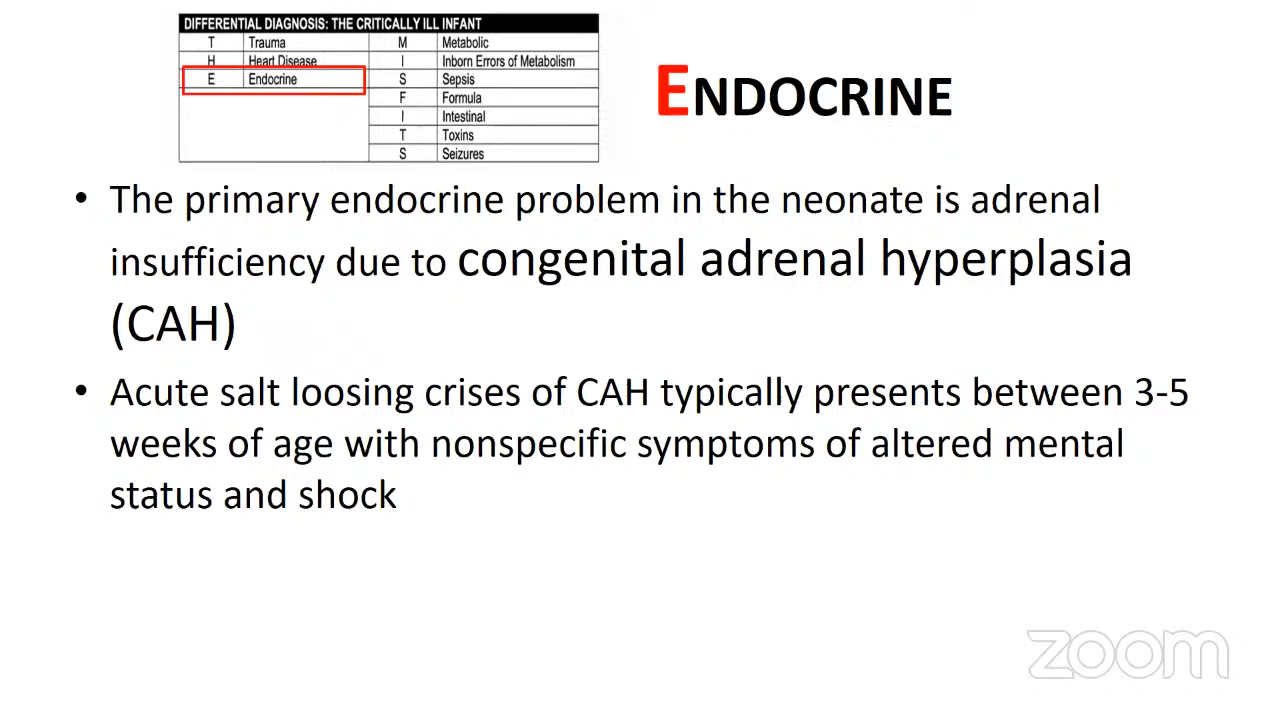 DIFFERENTIAL DIAGNOSIS: THE CRITICALLY ILL INFANT
T Trauma M Metabolic
H Heart Disease I Inborn Errors of Metabolism
E Endocrine S Sepsis
F Formula
I Intestinal
T Toxins
S Seizures
ENDOCRINE
• The primary endocrine problem in the neonate is adrenal
insufficiency due to congenital adrenal hyperplasia
(CAH)
• Acute salt loosing crises of CAH typically presents between 3-5
weeks of age with nonspecific symptoms of altered mental
status and shock
zoom